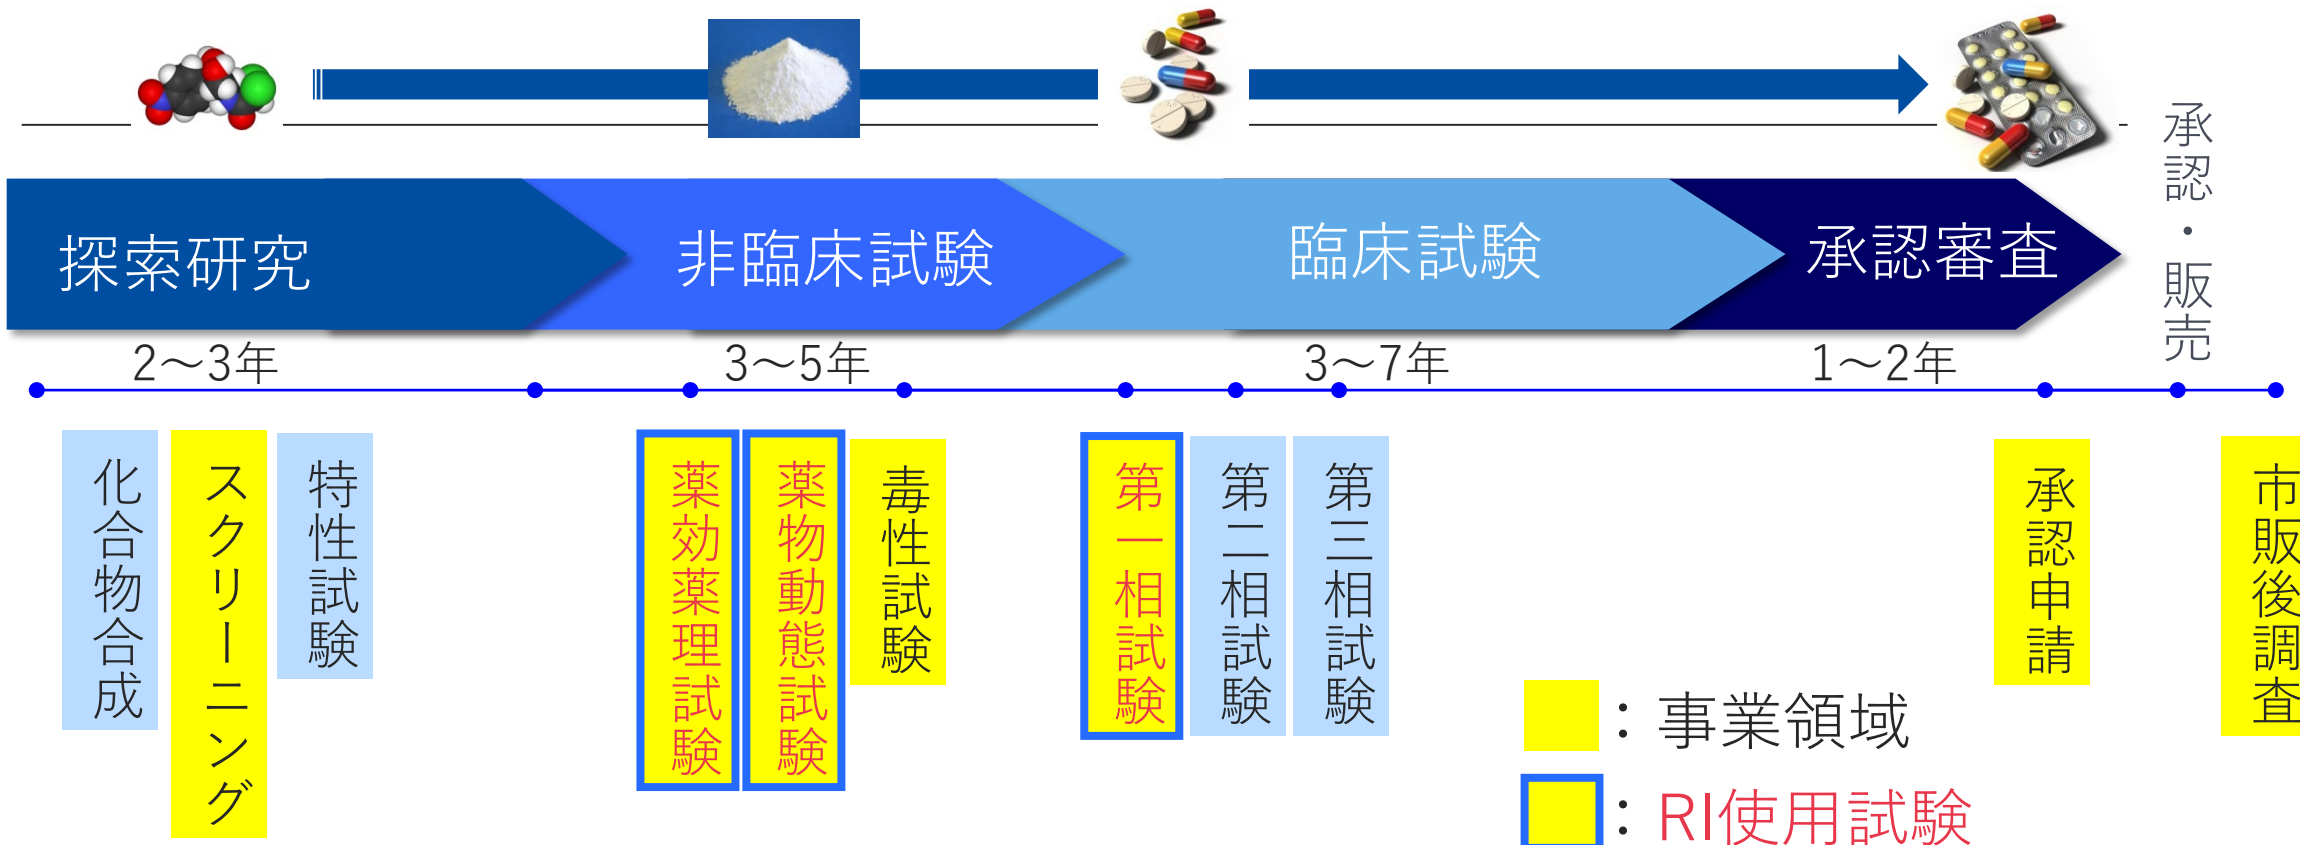 承認・販売
探索研究
非臨床試験
臨床試験
承認審査
2～3年
3～5年
3～7年
1～2年
化合物合成
スクリーニング
特性試験
薬効薬理試験
薬物動態試験
毒性試験
第一相試験
第二相試験
第三相試験
承認申請
市販後調査
：事業領域
：RI使用試験